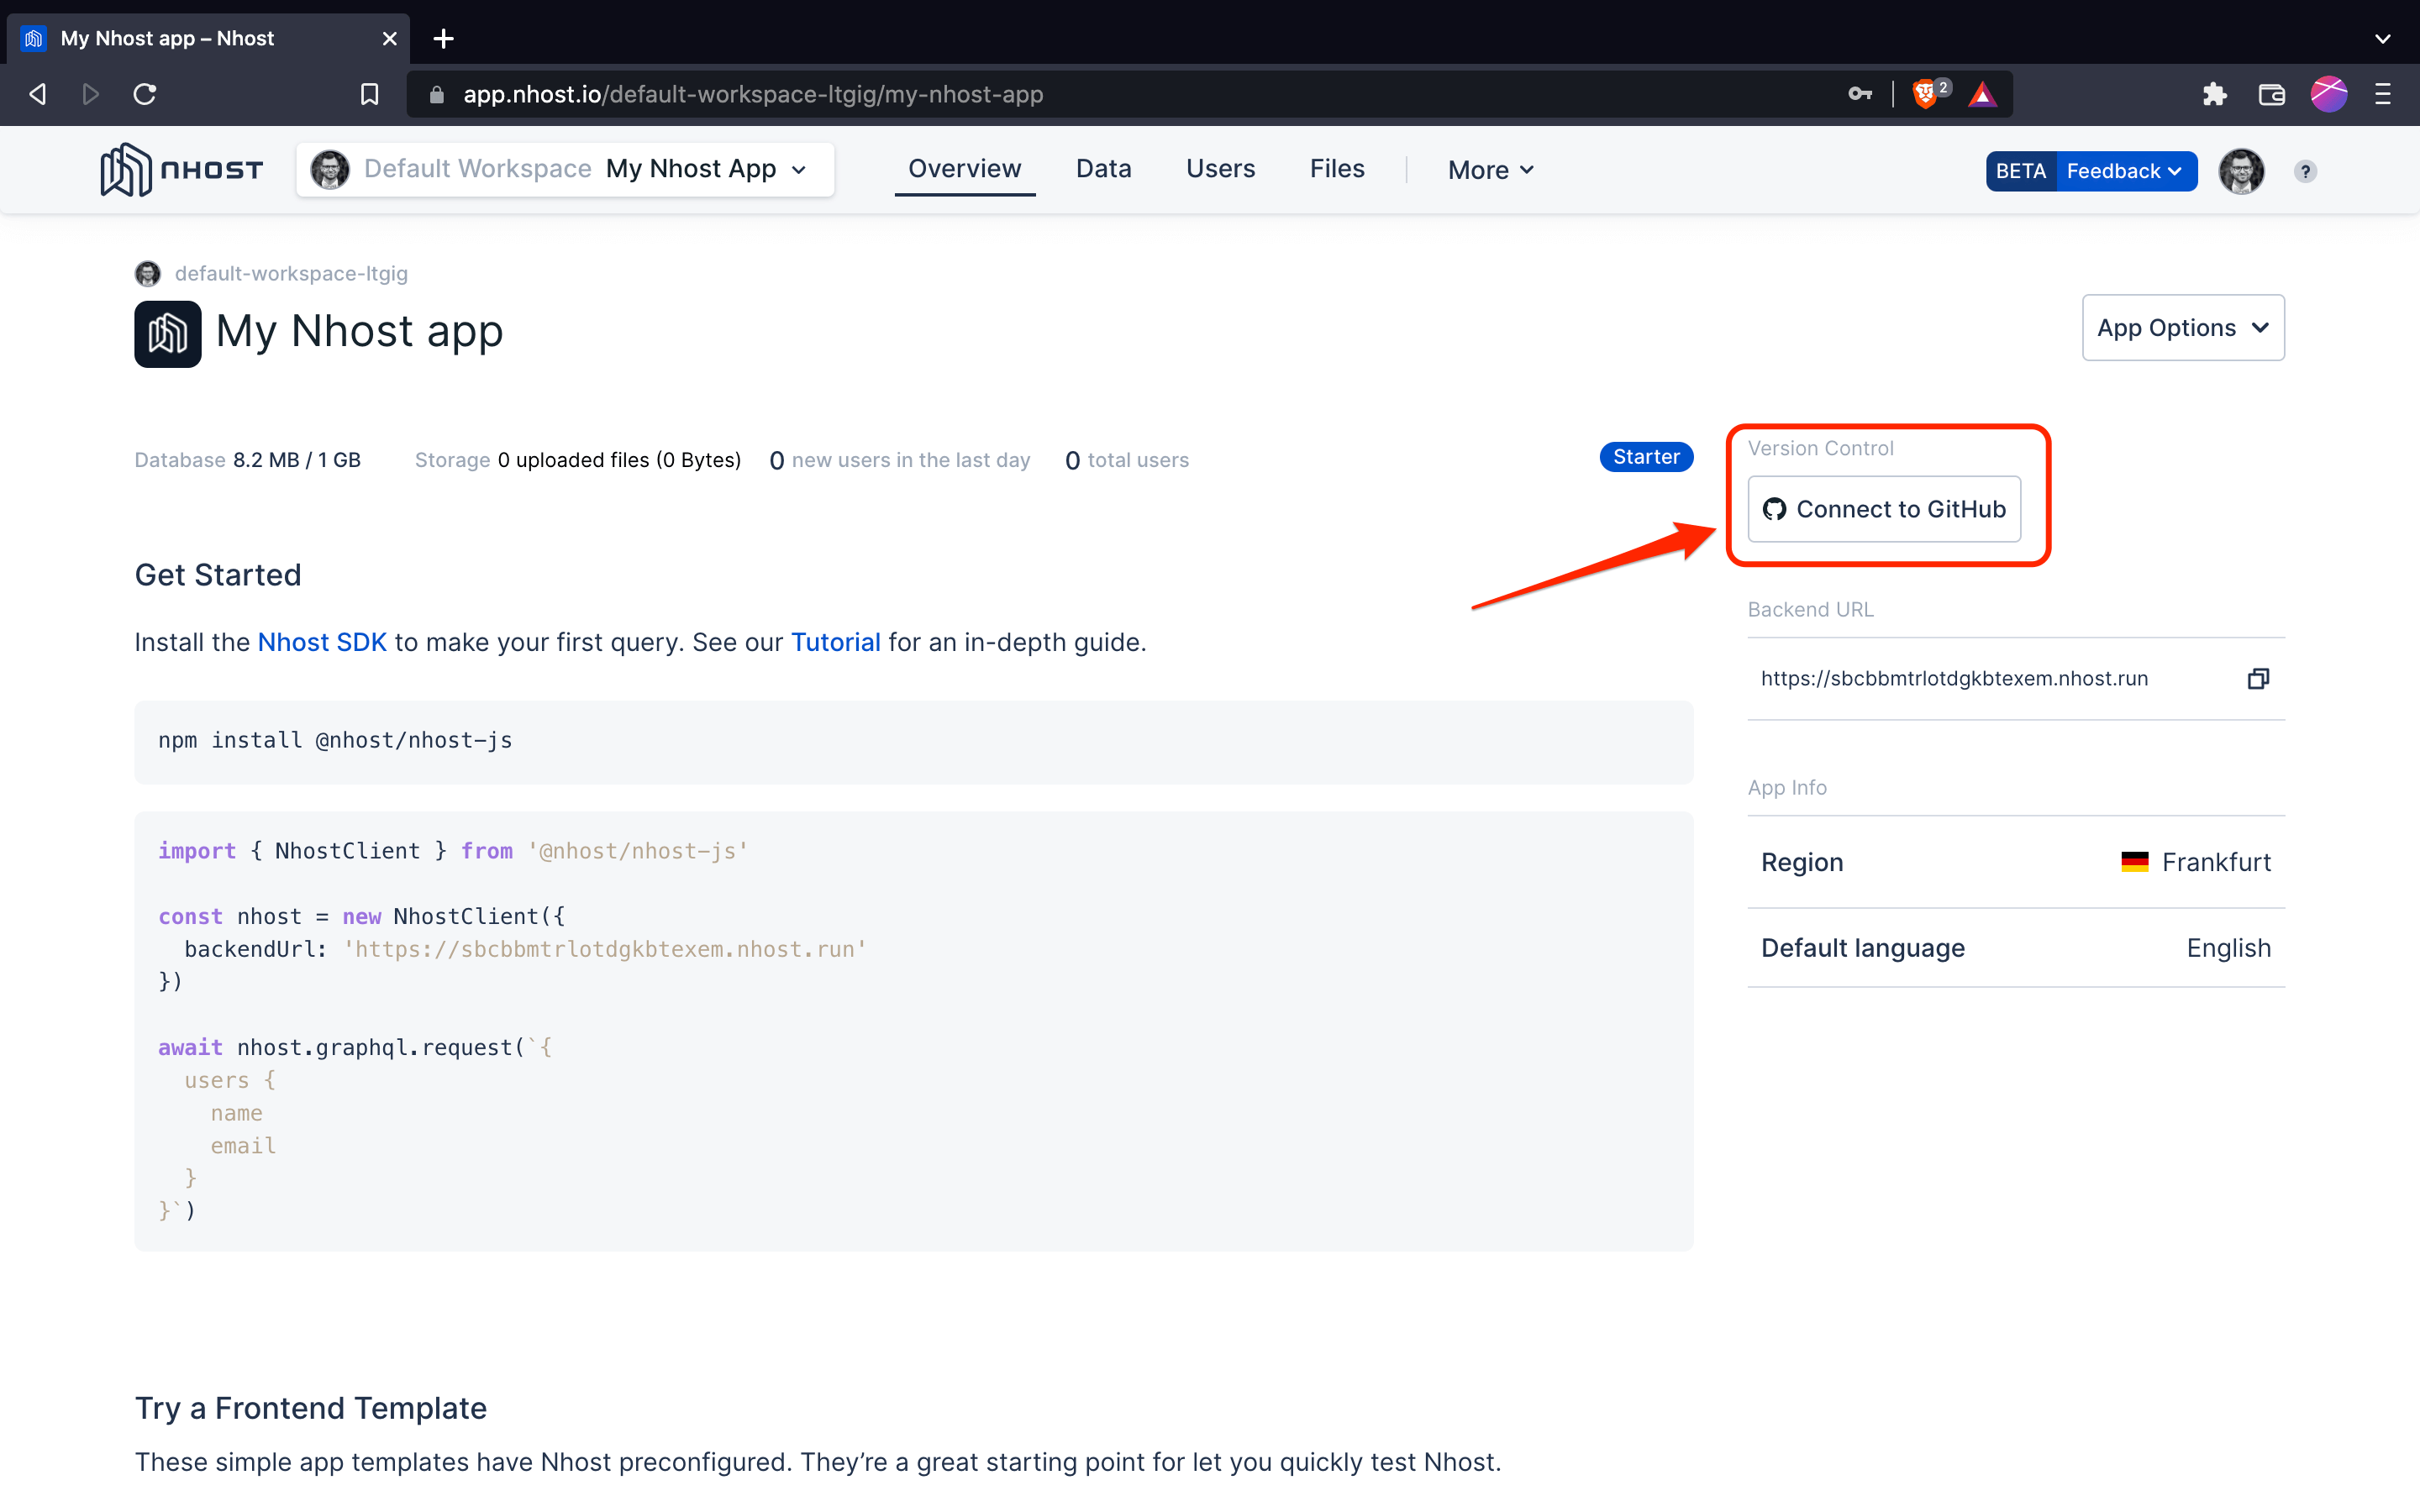 My Nhost app – Nhost
app.nhost.io/default-workspace-ltgig/my-nhost-app
2
nHOST
Default Workspace My Nhost App
Overview
Data
Users
Files
More
BETA Feedback
?
default-workspace-ltgig
My Nhost app
App Options
Database 8.2 MB / 1 GB
Storage 0 uploaded files (0 Bytes)
0 new users in the last day
0 total users
Starter
Version Control
Connect to GitHub
Get Started
Install the Nhost SDK to make your first query. See our Tutorial for an in-depth guide.
npm install @nhost/nhost-js
import { NhostClient } from '@nhost/nhost-js'
const nhost = new NhostClient({
backendUrl: 'https://sbcbbmtrlotdgkbtexem.nhost.run'
})
await nhost.graphql.request(`{
users {
name
email
}
}`)
Backend URL
https://sbcbbmtrlotdgkbtexem.nhost.run
App Info
Region
Frankfurt
Default language
English
Try a Frontend Template
These simple app templates have Nhost preconfigured. They’re a great starting point for let you quickly test Nhost.